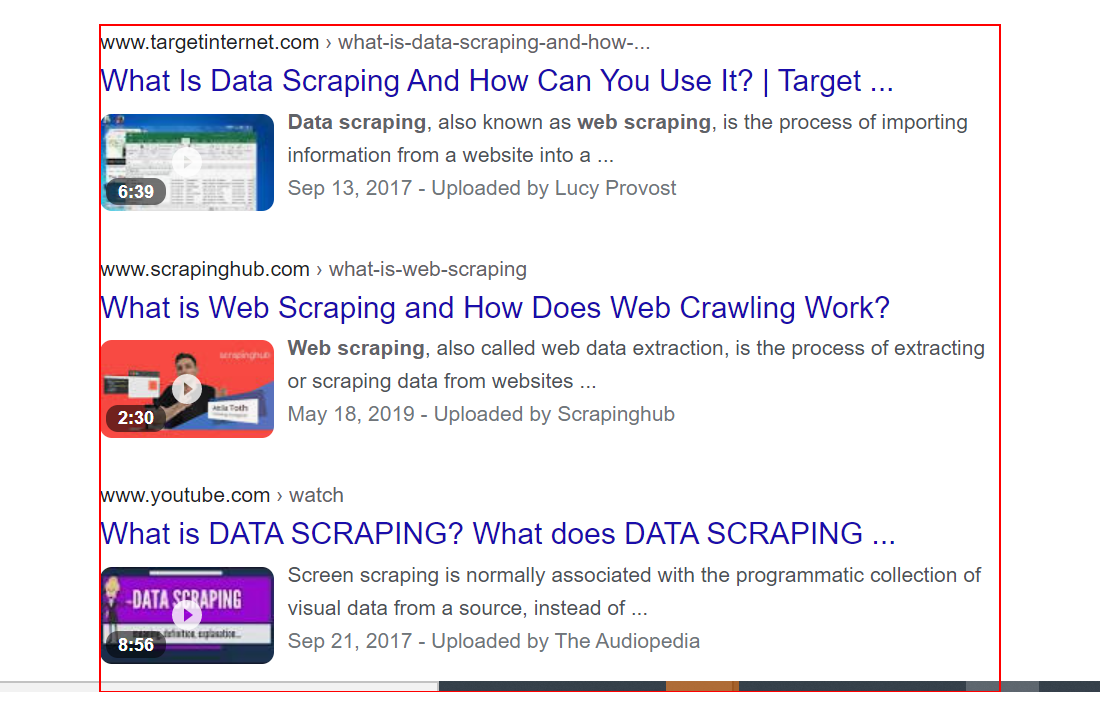 www.targetinternet.com › what-is-data-scraping-and-how-...
What Is Data Scraping And How Can You Use It? | Target ...
Data scraping, also known as web scraping, is the process of importing
information from a website into a ...
6:39
Sep 13, 2017 - Uploaded by Lucy Provost
www.scrapinghub.com › what-is-web-scraping
What is Web Scraping and How Does Web Crawling Work?
scrapinghub
Web scraping, also called web data extraction, is the process of extracting
or scraping data from websites ...
Attila Toth
2:30
May 18, 2019 - Uploaded by Scrapinghub
www.youtube.com › watch
What is DATA SCRAPING? What does DATA SCRAPING ...
Screen scraping is normally associated with the programmatic collection of
visual data from a source, instead of ...
-DATA SCRAPING
meaning, definition, explanation...
8:56
Sep 21, 2017 - Uploaded by The Audiopedia